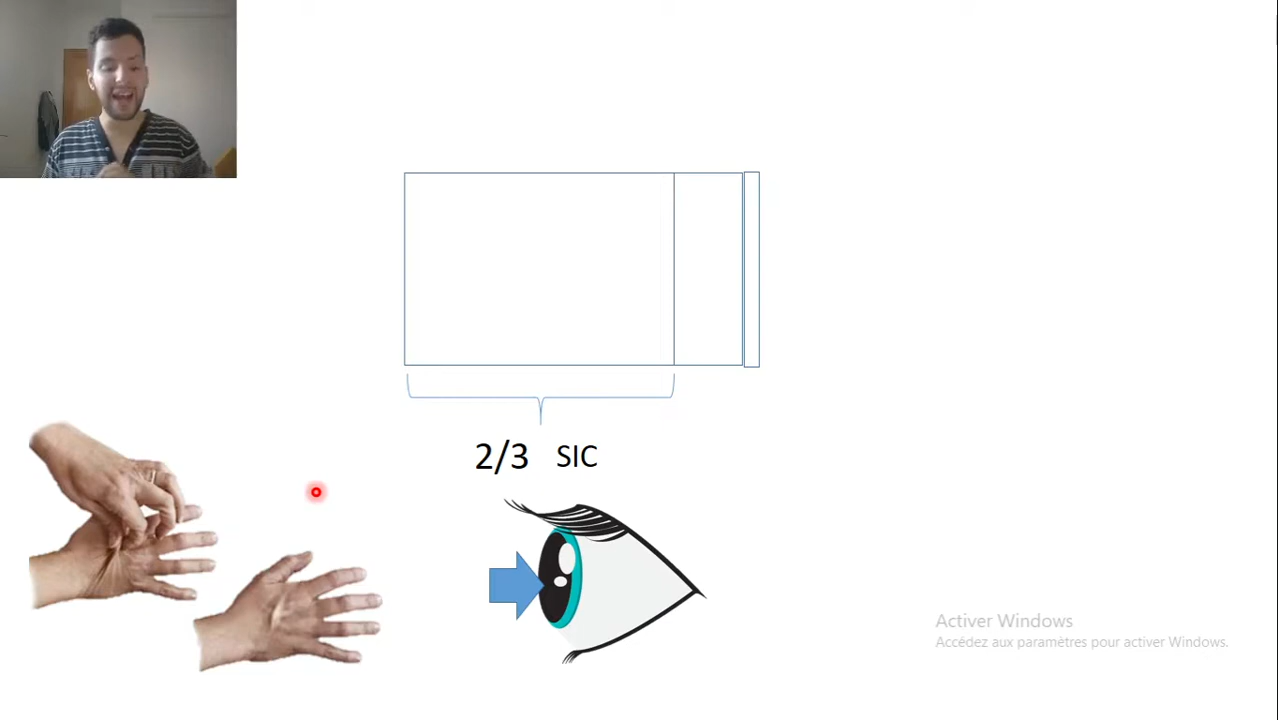 2/3 SIC
Activer Windows
Accédez aux paramètres pour activer Windows.